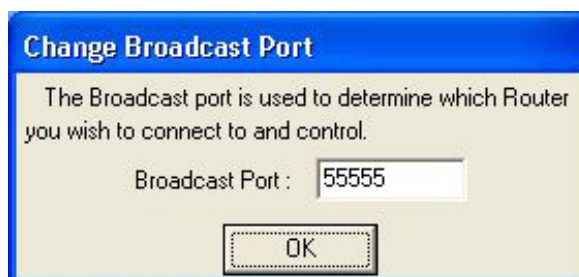 Change Broadcast Port
The Broadcast port is used to determine which Router
you wish to connect to and control.
Broadcast Port : 55555
OK